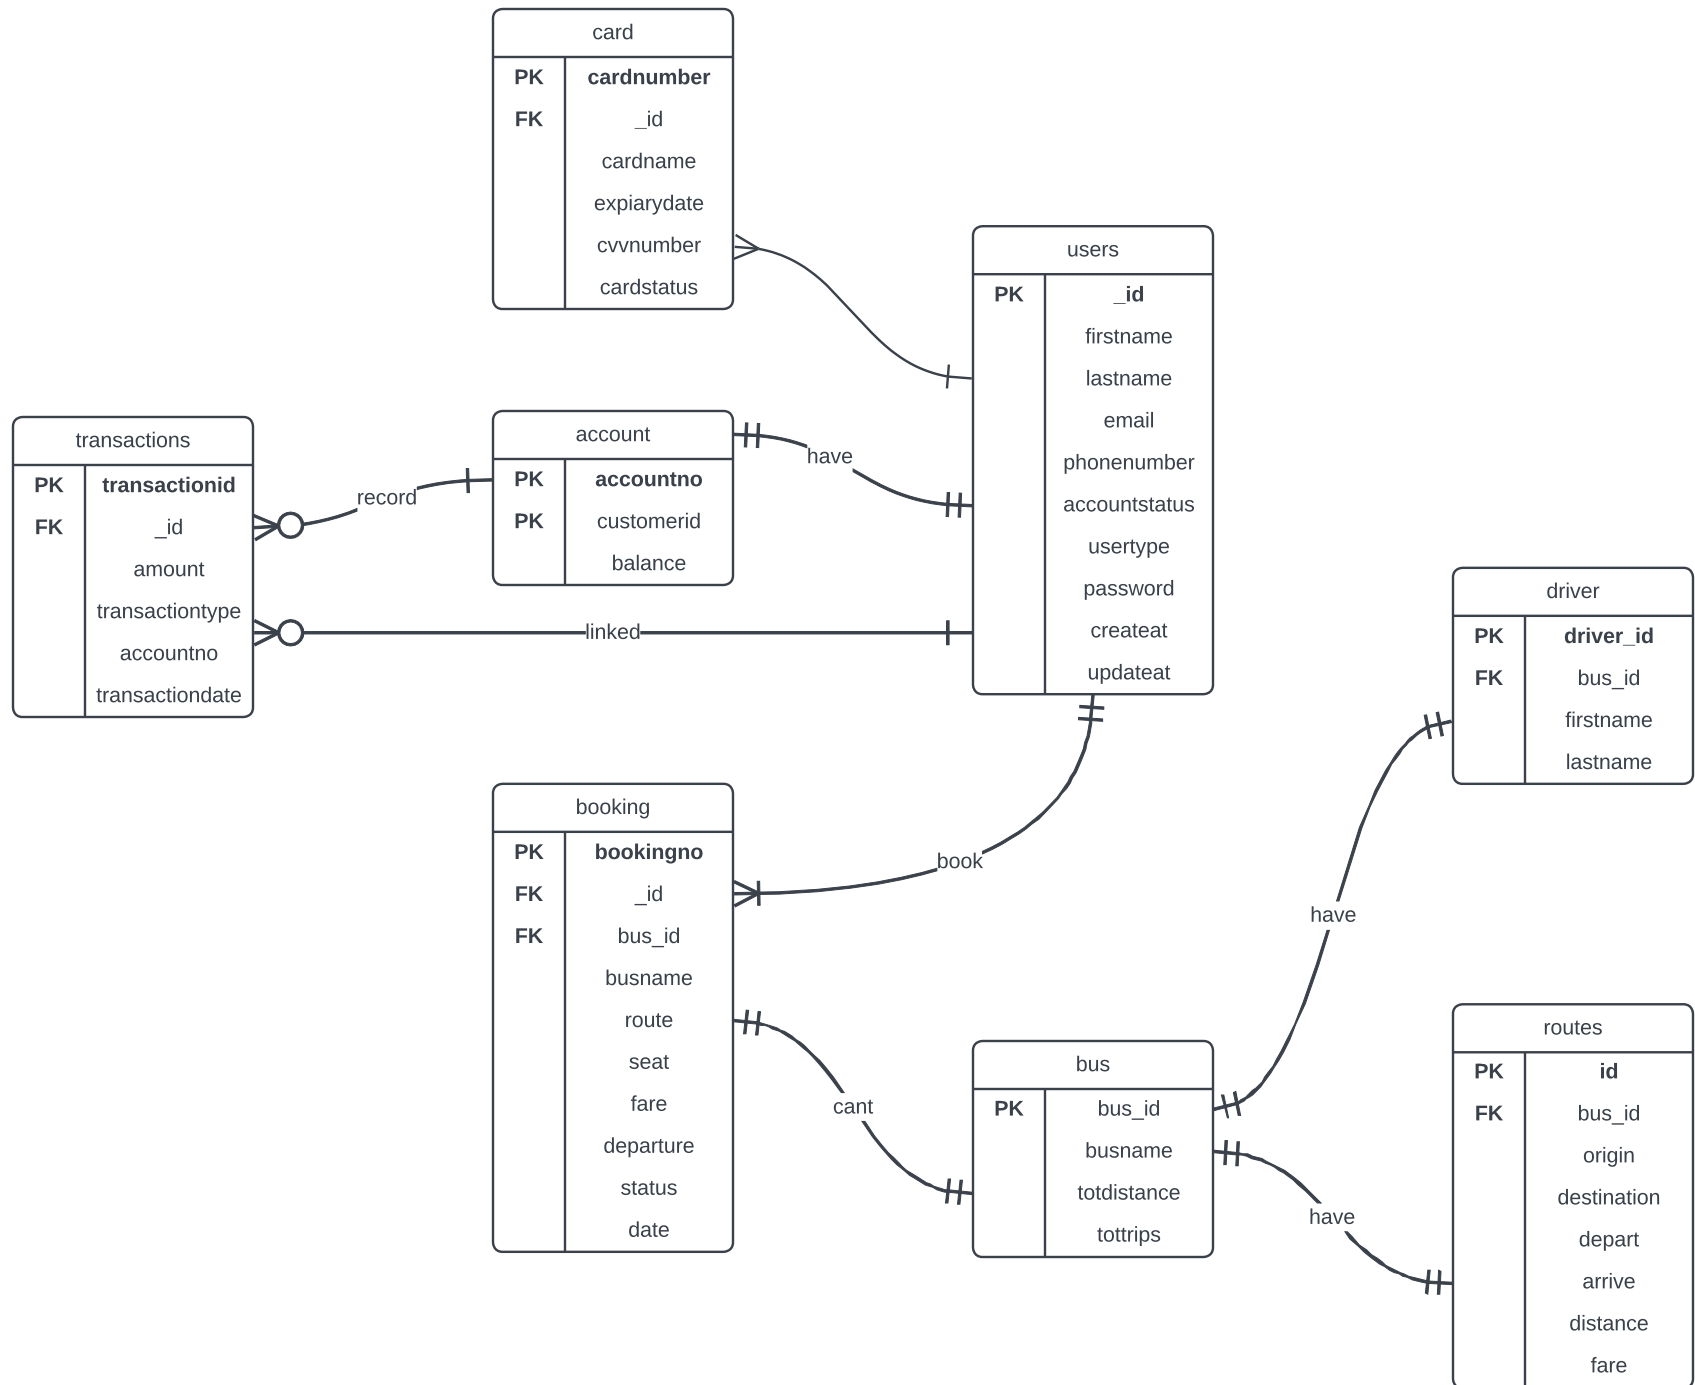 card
PK cardnumber
FK _id
cardname
expiarydate
cvvnumber
cardstatus
users
PK _id
firstname
lastname
email
phonenumber
accountstatus
usertype
password
createat
updateat
transactions
PK transactionid
FK _id
amount
transactiontype
accountno
transactiondate
record
account
PK accountno
PK customerid
balance
have
linked
driver
PK driver_id
FK bus_id
firstname
lastname
booking
PK bookingno
FK _id
FK bus_id
busname
route
seat
fare
departure
status
date
book
cant
have
bus
PK bus_id
busname
totdistance
tottrips
have
routes
PK id
FK bus_id
origin
destination
depart
arrive
distance
fare